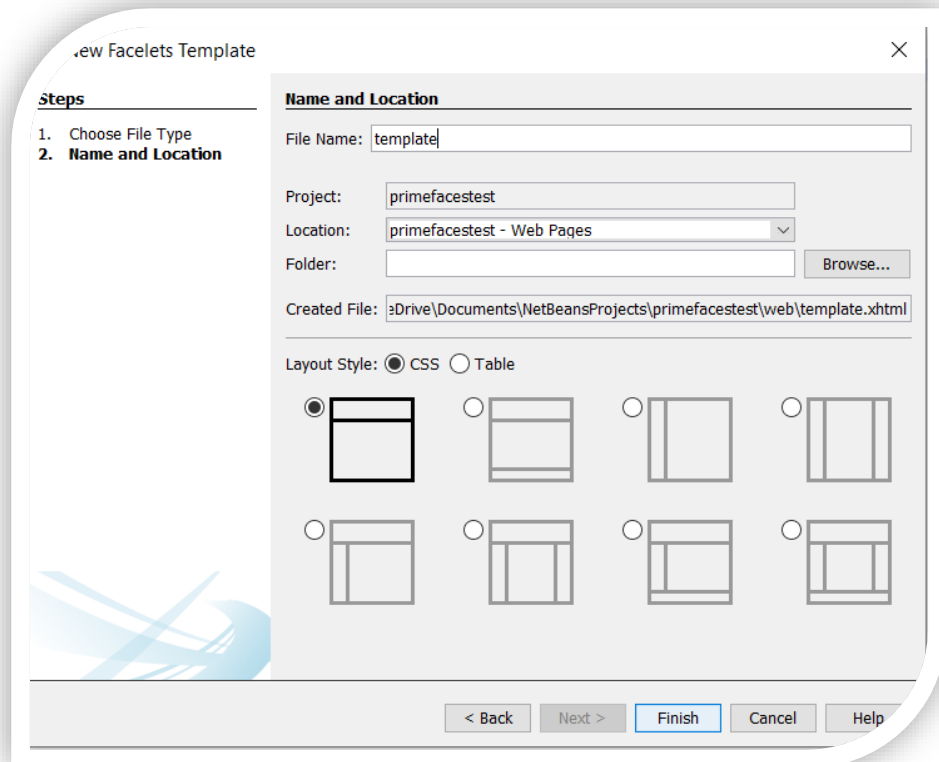 New Facelets Template
Steps
1. Choose File Type
2. Name and Location
Name and Location
File Name: template
Project: primefacestest
Location: primefacestest - Web Pages
Folder: Browse...
Created File: eDrive\Documents\NetBeansProjects\primefacestest\web\template.xhtml
Layout Style: CSS Table
< Back Next > Finish Cancel Help